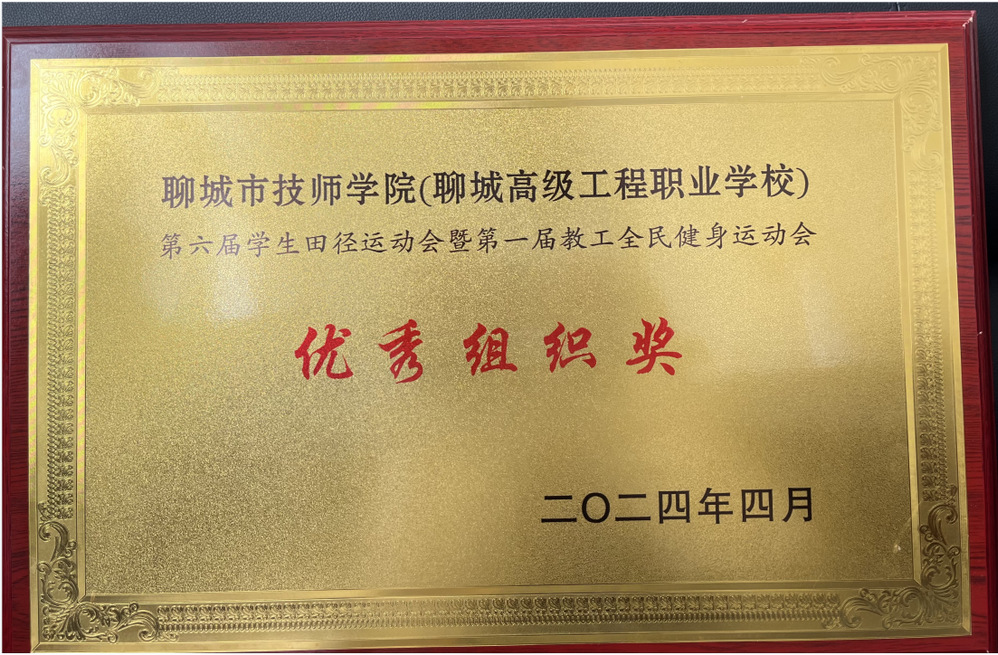 聊城市技师学院(聊城高级工程职业学校)
第六届学生田径运动会暨第一届教工全民健身运动会
优秀组织奖
二〇二四年四月